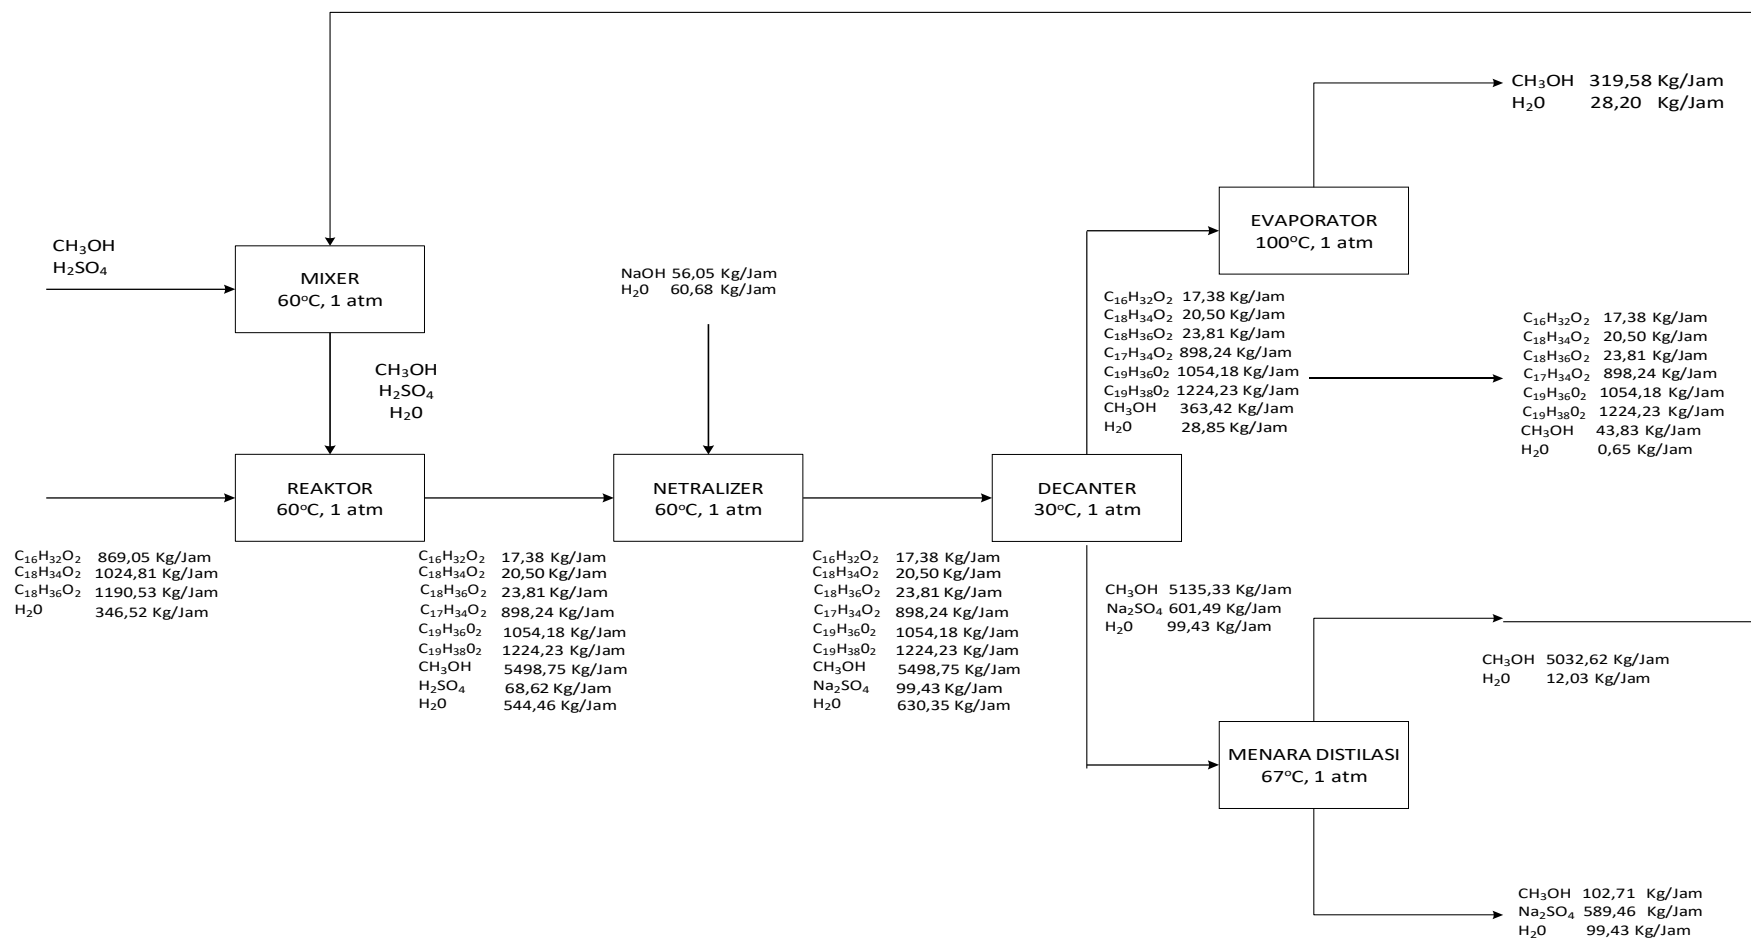 CH₃OH 319,58 Kg/Jam
H₂0 28,20 Kg/Jam
EVAPORATOR
100°C, 1 atm
CH₃OH
H₂SO₄
MIXER
60°C, 1 atm
NaOH 56,05 Kg/Jam
H₂0 60,68 Kg/Jam
CH₃OH
H₂SO₄
H₂0
C₁₆H₃₂O₂ 17,38 Kg/Jam
C₁₈H₃₄O₂ 20,50 Kg/Jam
C₁₈H₃₆O₂ 23,81 Kg/Jam
C₁₇H₃₄O₂ 898,24 Kg/Jam
C₁₉H₃₆0₂ 1054,18 Kg/Jam
C₁₉H₃₈0₂ 1224,23 Kg/Jam
CH₃OH 363,42 Kg/Jam
H₂0 28,85 Kg/Jam
C₁₆H₃₂O₂ 17,38 Kg/Jam
C₁₈H₃₄O₂ 20,50 Kg/Jam
C₁₈H₃₆O₂ 23,81 Kg/Jam
C₁₇H₃₄O₂ 898,24 Kg/Jam
C₁₉H₃₆0₂ 1054,18 Kg/Jam
C₁₉H₃₈0₂ 1224,23 Kg/Jam
CH₃OH 43,83 Kg/Jam
H₂0 0,65 Kg/Jam
REAKTOR
60°C, 1 atm
NETRALIZER
60°C, 1 atm
DECANTER
30°C, 1 atm
C₁₆H₃₂O₂ 869,05 Kg/Jam
C₁₈H₃₄O₂ 1024,81 Kg/Jam
C₁₈H₃₆O₂ 1190,53 Kg/Jam
H₂0 346,52 Kg/Jam
C₁₆H₃₂O₂ 17,38 Kg/Jam
C₁₈H₃₄O₂ 20,50 Kg/Jam
C₁₈H₃₆O₂ 23,81 Kg/Jam
C₁₇H₃₄O₂ 898,24 Kg/Jam
C₁₉H₃₆0₂ 1054,18 Kg/Jam
C₁₉H₃₈0₂ 1224,23 Kg/Jam
CH₃OH 5498,75 Kg/Jam
H₂SO₄ 68,62 Kg/Jam
H₂0 544,46 Kg/Jam
C₁₆H₃₂O₂ 17,38 Kg/Jam
C₁₈H₃₄O₂ 20,50 Kg/Jam
C₁₈H₃₆O₂ 23,81 Kg/Jam
C₁₇H₃₄O₂ 898,24 Kg/Jam
C₁₉H₃₆0₂ 1054,18 Kg/Jam
C₁₉H₃₈0₂ 1224,23 Kg/Jam
CH₃OH 5498,75 Kg/Jam
Na₂SO₄ 99,43 Kg/Jam
H₂0 630,35 Kg/Jam
CH₃OH 5135,33 Kg/Jam
Na₂SO₄ 601,49 Kg/Jam
H₂0 99,43 Kg/Jam
CH₃OH 5032,62 Kg/Jam
H₂0 12,03 Kg/Jam
MENARA DISTILASI
67°C, 1 atm
CH₃OH 102,71 Kg/Jam
Na₂SO₄ 589,46 Kg/Jam
H₂0 99,43 Kg/Jam